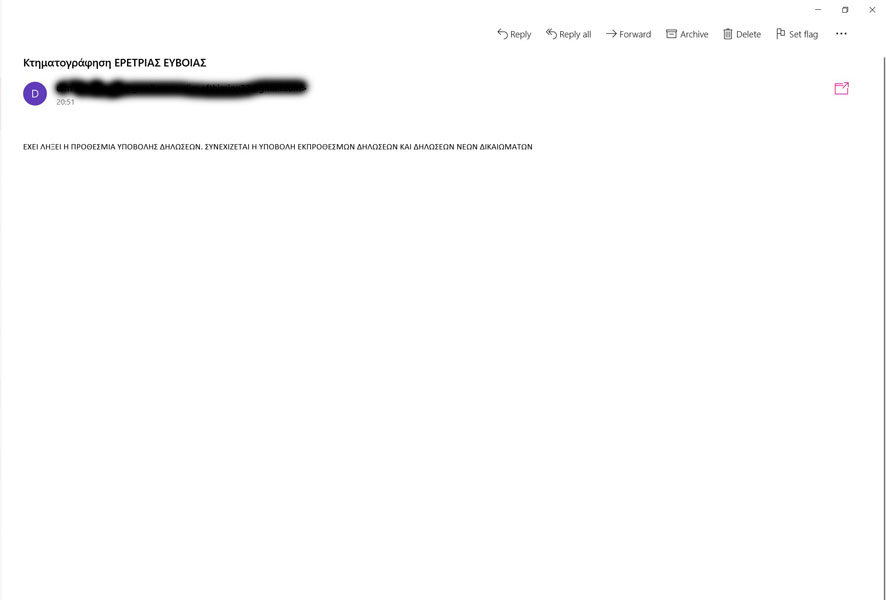 Reply
Reply all
Forward
Archive
Delete
Set flag
Κτηματογράφηση ΕΡΕΤΡΙΑΣ ΕΥΒΟΙΑΣ
D
20:51
ΕΧΕΙ ΛΗΞΕΙ Η ΠΡΟΘΕΣΜΙΑ ΥΠΟΒΟΛΗΣ ΔΗΛΩΣΕΩΝ. ΣΥΝΕΧΙΖΕΤΑΙ Η ΥΠΟΒΟΛΗ ΕΚΠΡΟΘΕΣΜΩΝ ΔΗΛΩΣΕΩΝ ΚΑΙ ΔΗΛΩΣΕΩΝ ΝΕΩΝ ΔΙΚΑΙΩΜΑΤΩΝ